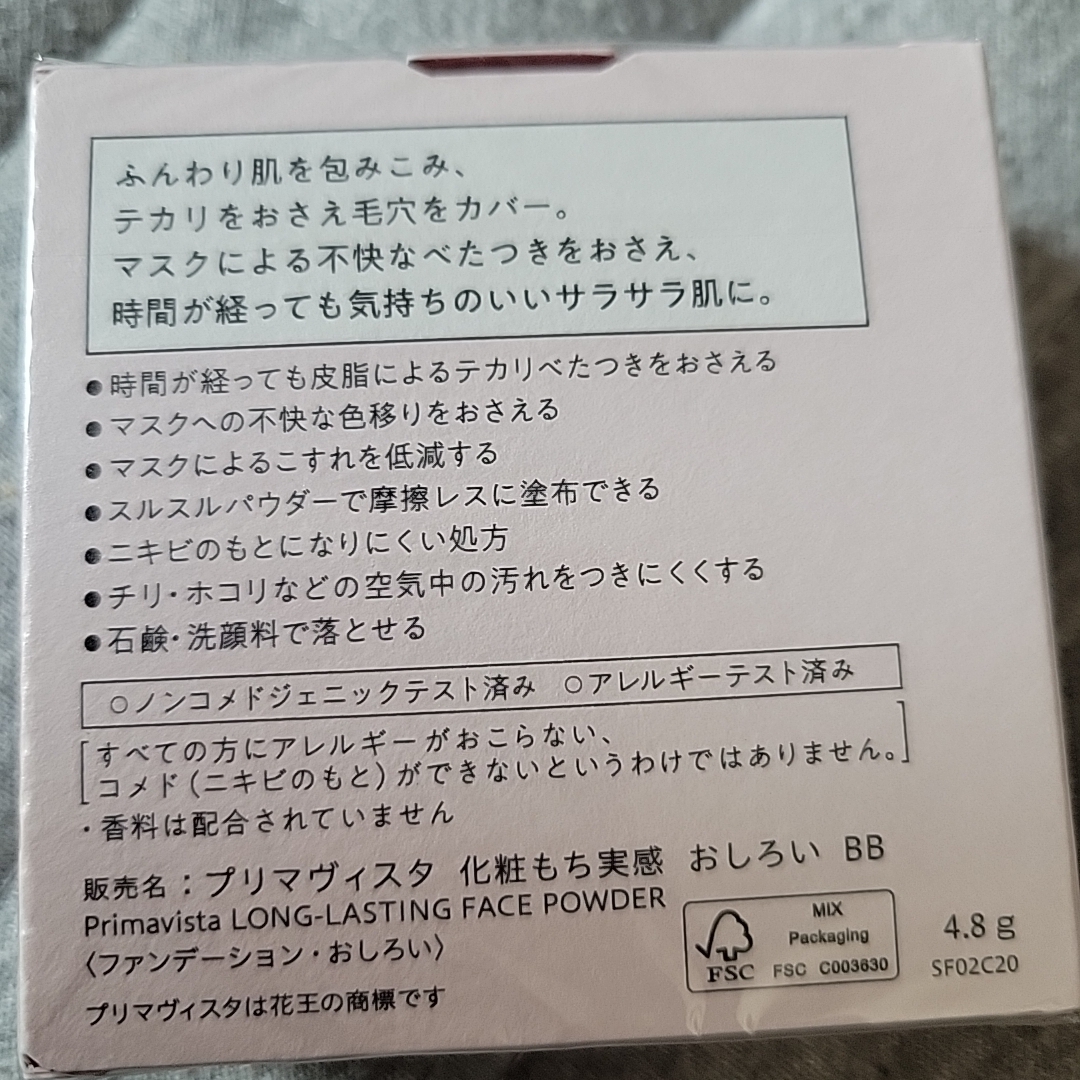 ふんわり肌を包みこみ、
テカリをおさえ毛穴をカバー。
マスクによる不快なべたつきをおさえ、
時間が経っても気持ちのいいサラサラ肌に。
●時間が経っても皮脂によるテカリべたつきをおさえる
●マスクへの不快な色移りをおさえる
●マスクによるこすれを低減する
●スルスルパウダーで摩擦レスに塗布できる
●ニキビのもとになりにくい処方
●チリ・ホコリなどの空気中の汚れをつきにくくする
●石鹸・洗顔料で落とせる
○ノンコメドジェニックテスト済み ○アレルギーテスト済み
[すべての方にアレルギーがおこらない、
コメド(ニキビのもと)ができないというわけではありません。]
・香料は配合されていません
販売名:プリマヴィスタ 化粧もち実感 おしろい BB
Primavista LONG-LASTING FACE POWDER
〈ファンデーション・おしろい〉
プリマヴィスタは花王の商標です
FSC
MIX
Packaging
FSC C003630
4.8 g
SF02C20